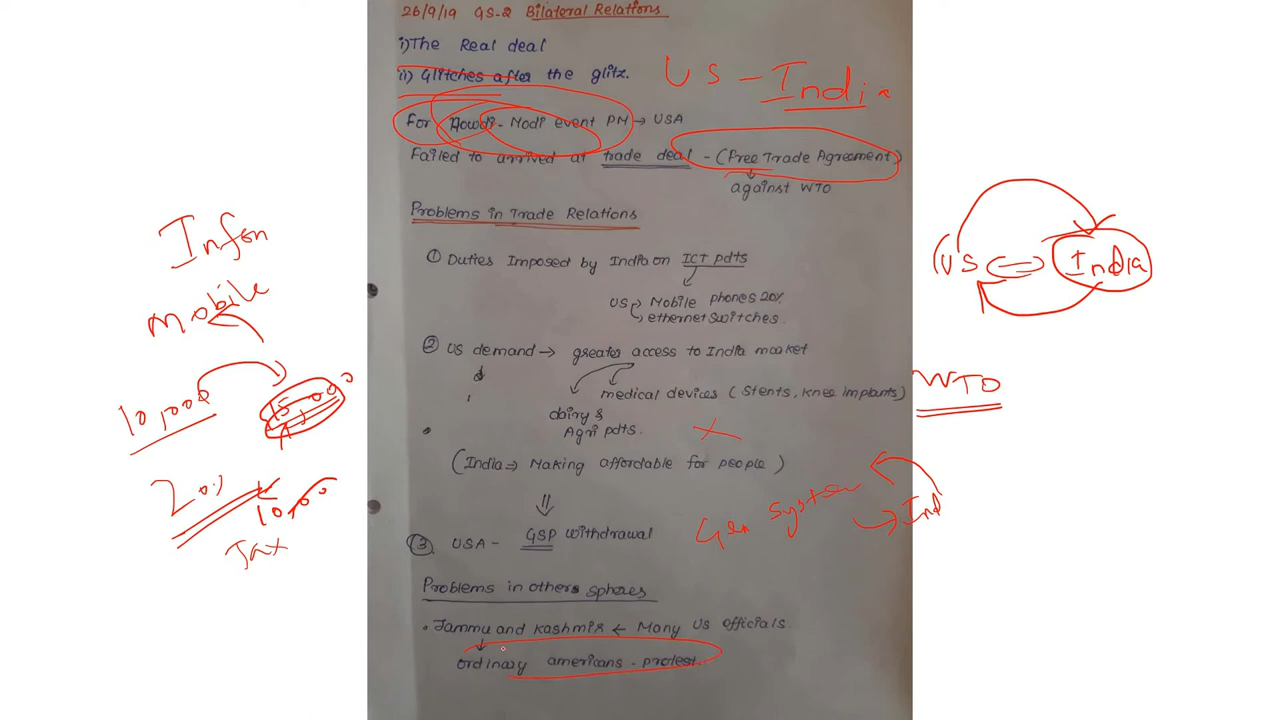 26/9/19 GS-2 Bilateral Relations
i) The Real deal
ii) Glitches after the glitz.
US - India
For Howdi - Modi event PM → USA
Failed to arrived at trade deal - (Free Trade Agreement)
against WTO
Problems in Trade Relations
① Duties Imposed by India on ICT pdts
US → Mobile phones 20%
→ ethernet switches.
② US demand → greater access to India market
medical devices (Stents, knee implants)
dairy &
Agri pdts.
(India ⇒ Making affordable for people)
③ USA - GSP withdrawal
Problems in others spheres
• Jammu and Kashmir ← Many US officials.
ordinary americans - protest.
Infon
mobile
10,000
15,000
20%
10,00
Tax
US
India
WTO
Gen System
Ind